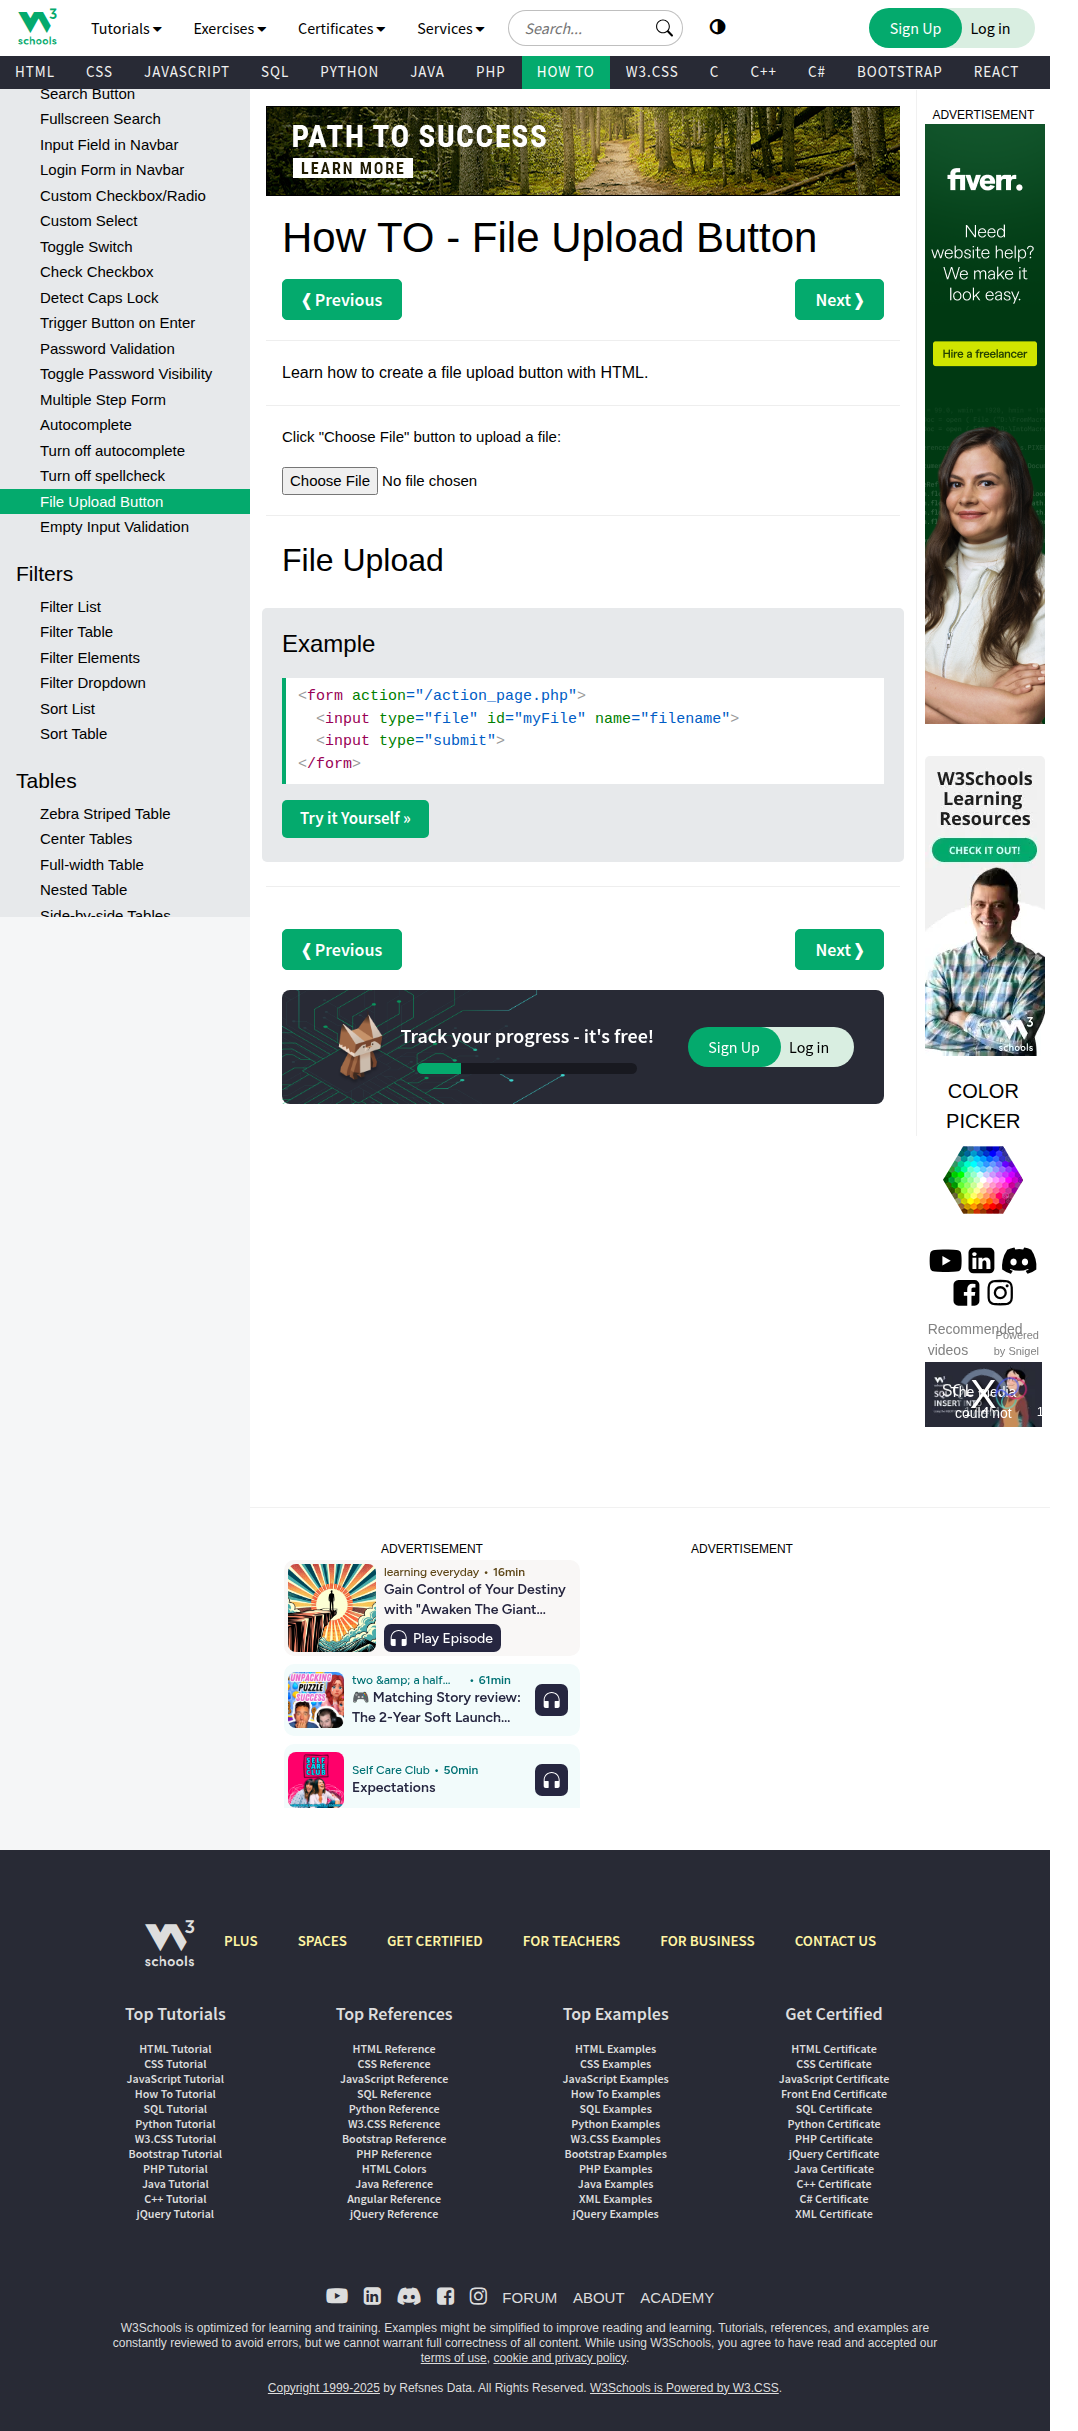 W3 schools
Tutorials Exercises Certificates Services Search... Sign Up Log in
HTML CSS JAVASCRIPT SQL PYTHON JAVA PHP HOW TO W3.CSS C C++ C# BOOTSTRAP REACT
Search Button
Fullscreen Search
Input Field in Navbar
Login Form in Navbar
Custom Checkbox/Radio
Custom Select
Toggle Switch
Check Checkbox
Detect Caps Lock
Trigger Button on Enter
Password Validation
Toggle Password Visibility
Multiple Step Form
Autocomplete
Turn off autocomplete
Turn off spellcheck
File Upload Button
Empty Input Validation
Filters
Filter List
Filter Table
Filter Elements
Filter Dropdown
Sort List
Sort Table
Tables
Zebra Striped Table
Center Tables
Full-width Table
Nested Table
Side-by-side Tables
PATH TO SUCCESS
LEARN MORE
How TO - File Upload Button
❮ Previous Next ❯
Learn how to create a file upload button with HTML.
Click "Choose File" button to upload a file:
Choose File No file chosen
File Upload
Example
<form action="/action_page.php">
<input type="file" id="myFile" name="filename">
<input type="submit">
</form>
Try it Yourself »
❮ Previous Next ❯
Track your progress - it's free!
Sign Up Log in
ADVERTISEMENT
fiverr.
Need
website help?
We make it
look easy.
Hire a freelancer
W3Schools
Learning
Resources
CHECK IT OUT!
W3 schools
COLOR
PICKER
Recommended
videos
Powered
by Snigel
SQL
INSERT INTO
The media
could not
X
1
ADVERTISEMENT ADVERTISEMENT
learning everyday • 16min
Gain Control of Your Destiny
with "Awaken The Giant...
Play Episode
UNPACKING
PUZZLE
SUCCESS
two &amp; a half... • 61min
🎮 Matching Story review:
The 2-Year Soft Launch...
SELF
CARE
CLUB
Self Care Club • 50min
Expectations
W3 schools
PLUS SPACES GET CERTIFIED FOR TEACHERS FOR BUSINESS CONTACT US
Top Tutorials
HTML Tutorial
CSS Tutorial
JavaScript Tutorial
How To Tutorial
SQL Tutorial
Python Tutorial
W3.CSS Tutorial
Bootstrap Tutorial
PHP Tutorial
Java Tutorial
C++ Tutorial
jQuery Tutorial
Top References
HTML Reference
CSS Reference
JavaScript Reference
SQL Reference
Python Reference
W3.CSS Reference
Bootstrap Reference
PHP Reference
HTML Colors
Java Reference
Angular Reference
jQuery Reference
Top Examples
HTML Examples
CSS Examples
JavaScript Examples
How To Examples
SQL Examples
Python Examples
W3.CSS Examples
Bootstrap Examples
PHP Examples
Java Examples
XML Examples
jQuery Examples
Get Certified
HTML Certificate
CSS Certificate
JavaScript Certificate
Front End Certificate
SQL Certificate
Python Certificate
PHP Certificate
jQuery Certificate
Java Certificate
C++ Certificate
C# Certificate
XML Certificate
FORUM ABOUT ACADEMY
W3Schools is optimized for learning and training. Examples might be simplified to improve reading and learning. Tutorials, references, and examples are
constantly reviewed to avoid errors, but we cannot warrant full correctness of all content. While using W3Schools, you agree to have read and accepted our
terms of use, cookie and privacy policy.
Copyright 1999-2025 by Refsnes Data. All Rights Reserved. W3Schools is Powered by W3.CSS.